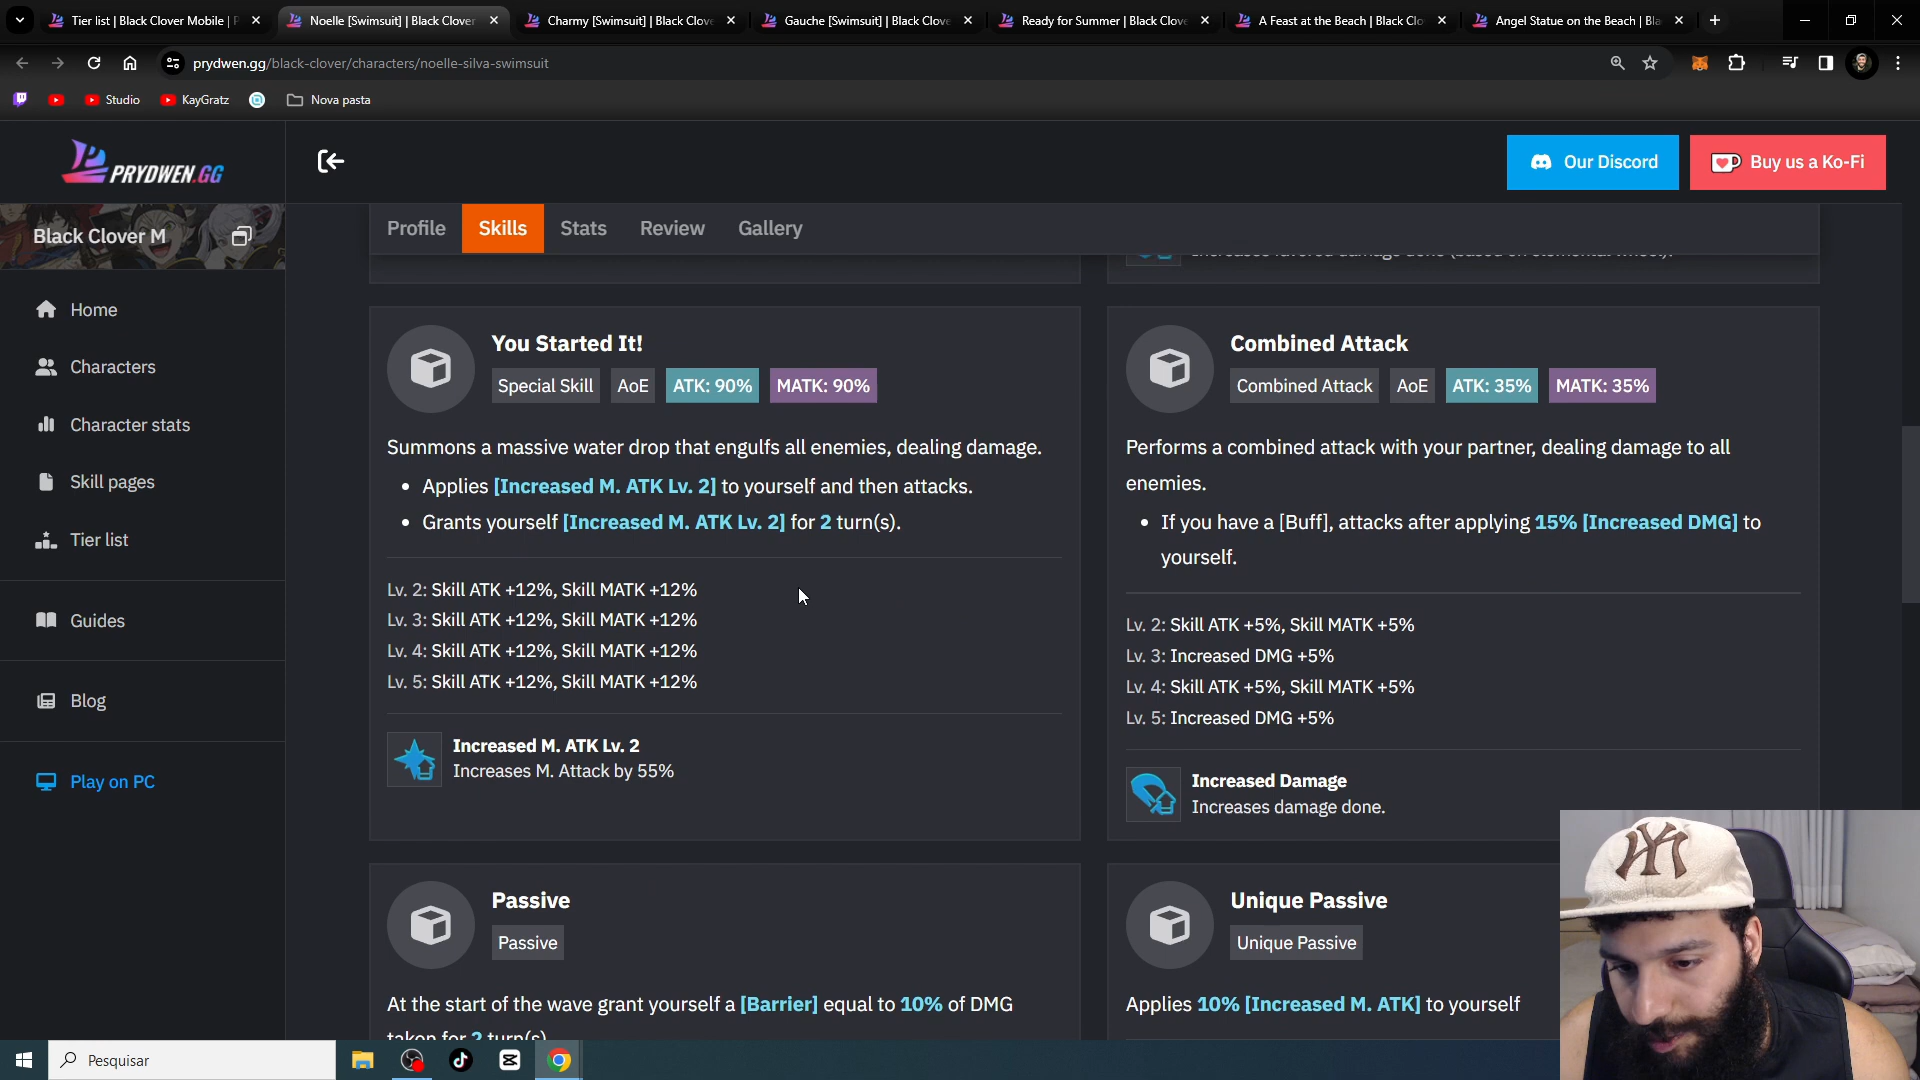 Tier list | Black Clover Mobile | P
Noelle [Swimsuit] | Black Clover
Charmy [Swimsuit] | Black Clove
Gauche [Swimsuit] | Black Clove
Ready for Summer | Black Clove
A Feast at the Beach | Black Clo
Angel Statue on the Beach | Bla
prydwen.gg/black-clover/characters/noelle-silva-swimsuit
Studio
KayGratz
Nova pasta
PRYDWEN.GG
Our Discord
Buy us a Ko-Fi
Black Clover M
Profile
Skills
Stats
Review
Gallery
Home
Characters
Character stats
Skill pages
Tier list
Guides
Blog
Play on PC
You Started It!
Special Skill
AoE
ATK: 90%
MATK: 90%
Summons a massive water drop that engulfs all enemies, dealing damage.
• Applies [Increased M. ATK Lv. 2] to yourself and then attacks.
• Grants yourself [Increased M. ATK Lv. 2] for 2 turn(s).
Lv. 2: Skill ATK +12%, Skill MATK +12%
Lv. 3: Skill ATK +12%, Skill MATK +12%
Lv. 4: Skill ATK +12%, Skill MATK +12%
Lv. 5: Skill ATK +12%, Skill MATK +12%
Increased M. ATK Lv. 2
Increases M. Attack by 55%
Combined Attack
Combined Attack
AoE
ATK: 35%
MATK: 35%
Performs a combined attack with your partner, dealing damage to all
enemies.
• If you have a [Buff], attacks after applying 15% [Increased DMG] to
yourself.
Lv. 2: Skill ATK +5%, Skill MATK +5%
Lv. 3: Increased DMG +5%
Lv. 4: Skill ATK +5%, Skill MATK +5%
Lv. 5: Increased DMG +5%
Increased Damage
Increases damage done.
Passive
Passive
At the start of the wave grant yourself a [Barrier] equal to 10% of DMG
taken for 2 turn(s)
Unique Passive
Unique Passive
Applies 10% [Increased M. ATK] to yourself
Pesquisar